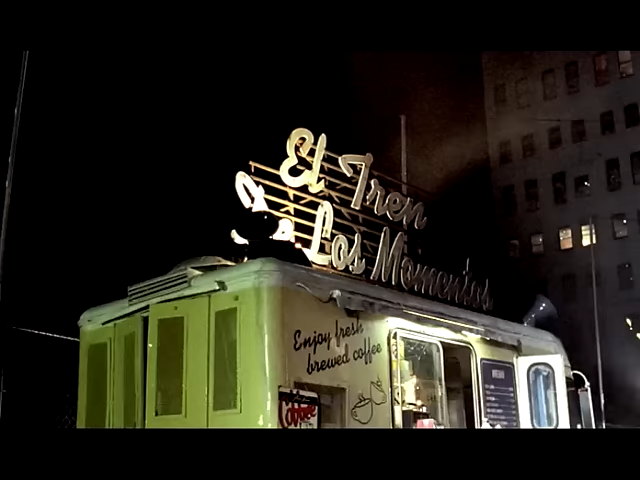 El Tren
Los Momentos
Enjoy fresh
brewed coffee
Coffee